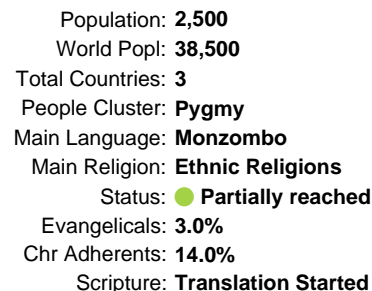 Population: 2,500
World Popl: 38,500
Total Countries: 3
People Cluster: Pygmy
Main Language: Monzombo
Main Religion: Ethnic Religions
Status: Partially reached
Evangelicals: 3.0%
Chr Adherents: 14.0%
Scripture: Translation Started